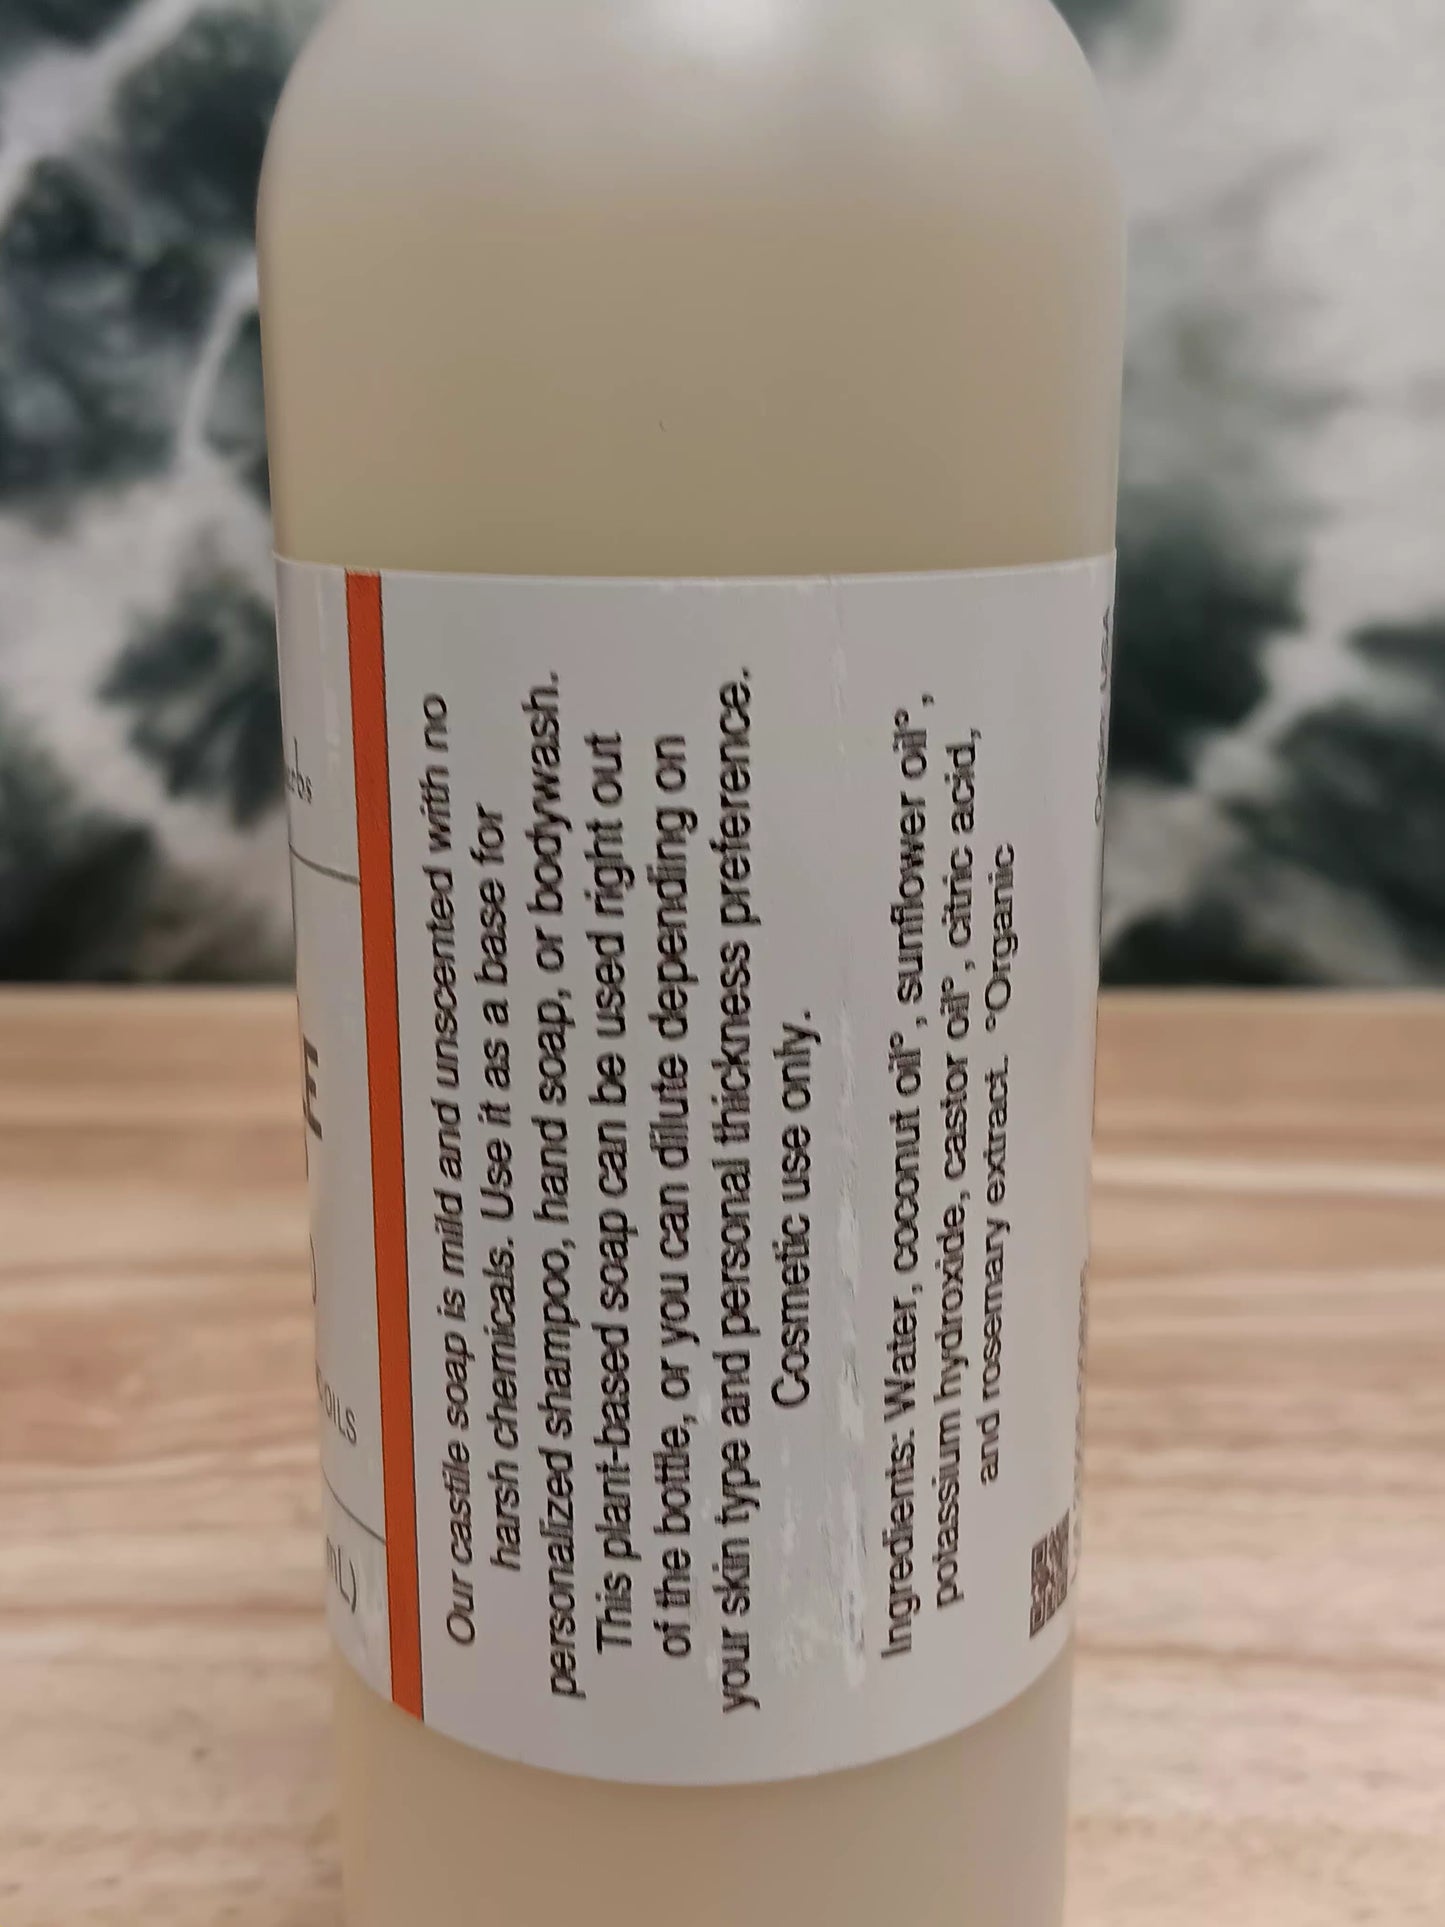 OILS
mL)
Our castile soap is mild and unscented with no
harsh chemicals. Use it as a base for
personalized shampoo, hand soap, or bodywash.
This plant-based soap can be used right out
of the bottle, or you can dilute depending on
your skin type and personal thickness preference.
Cosmetic use only.
Ingredients: Water, coconut oil°, sunflower oil°,
potassium hydroxide, castor oil°, citric acid,
and rosemary extract. °Organic
USA